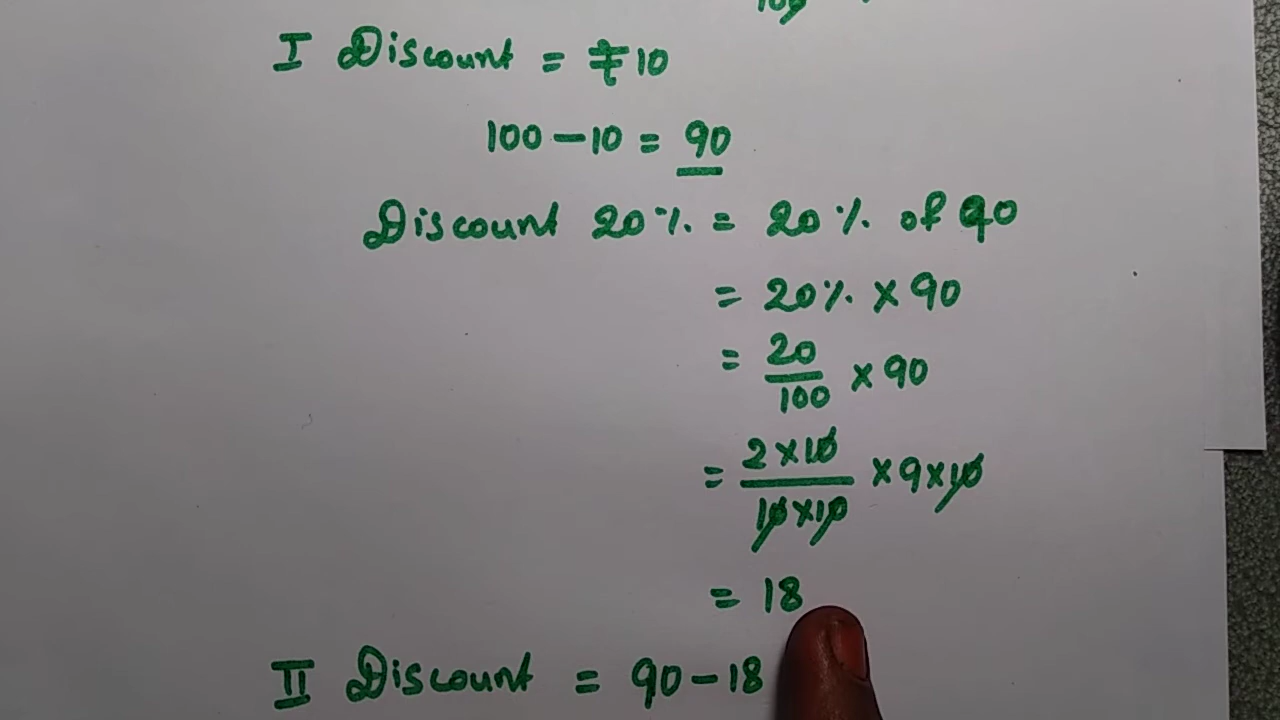 I Discount = ₹10
100 – 10 = 90
Discount 20% = 20% of 90
= 20% × 90
= 20/100 × 90
= 2×10/10×10 × 9×10
= 18
II Discount = 90 – 18